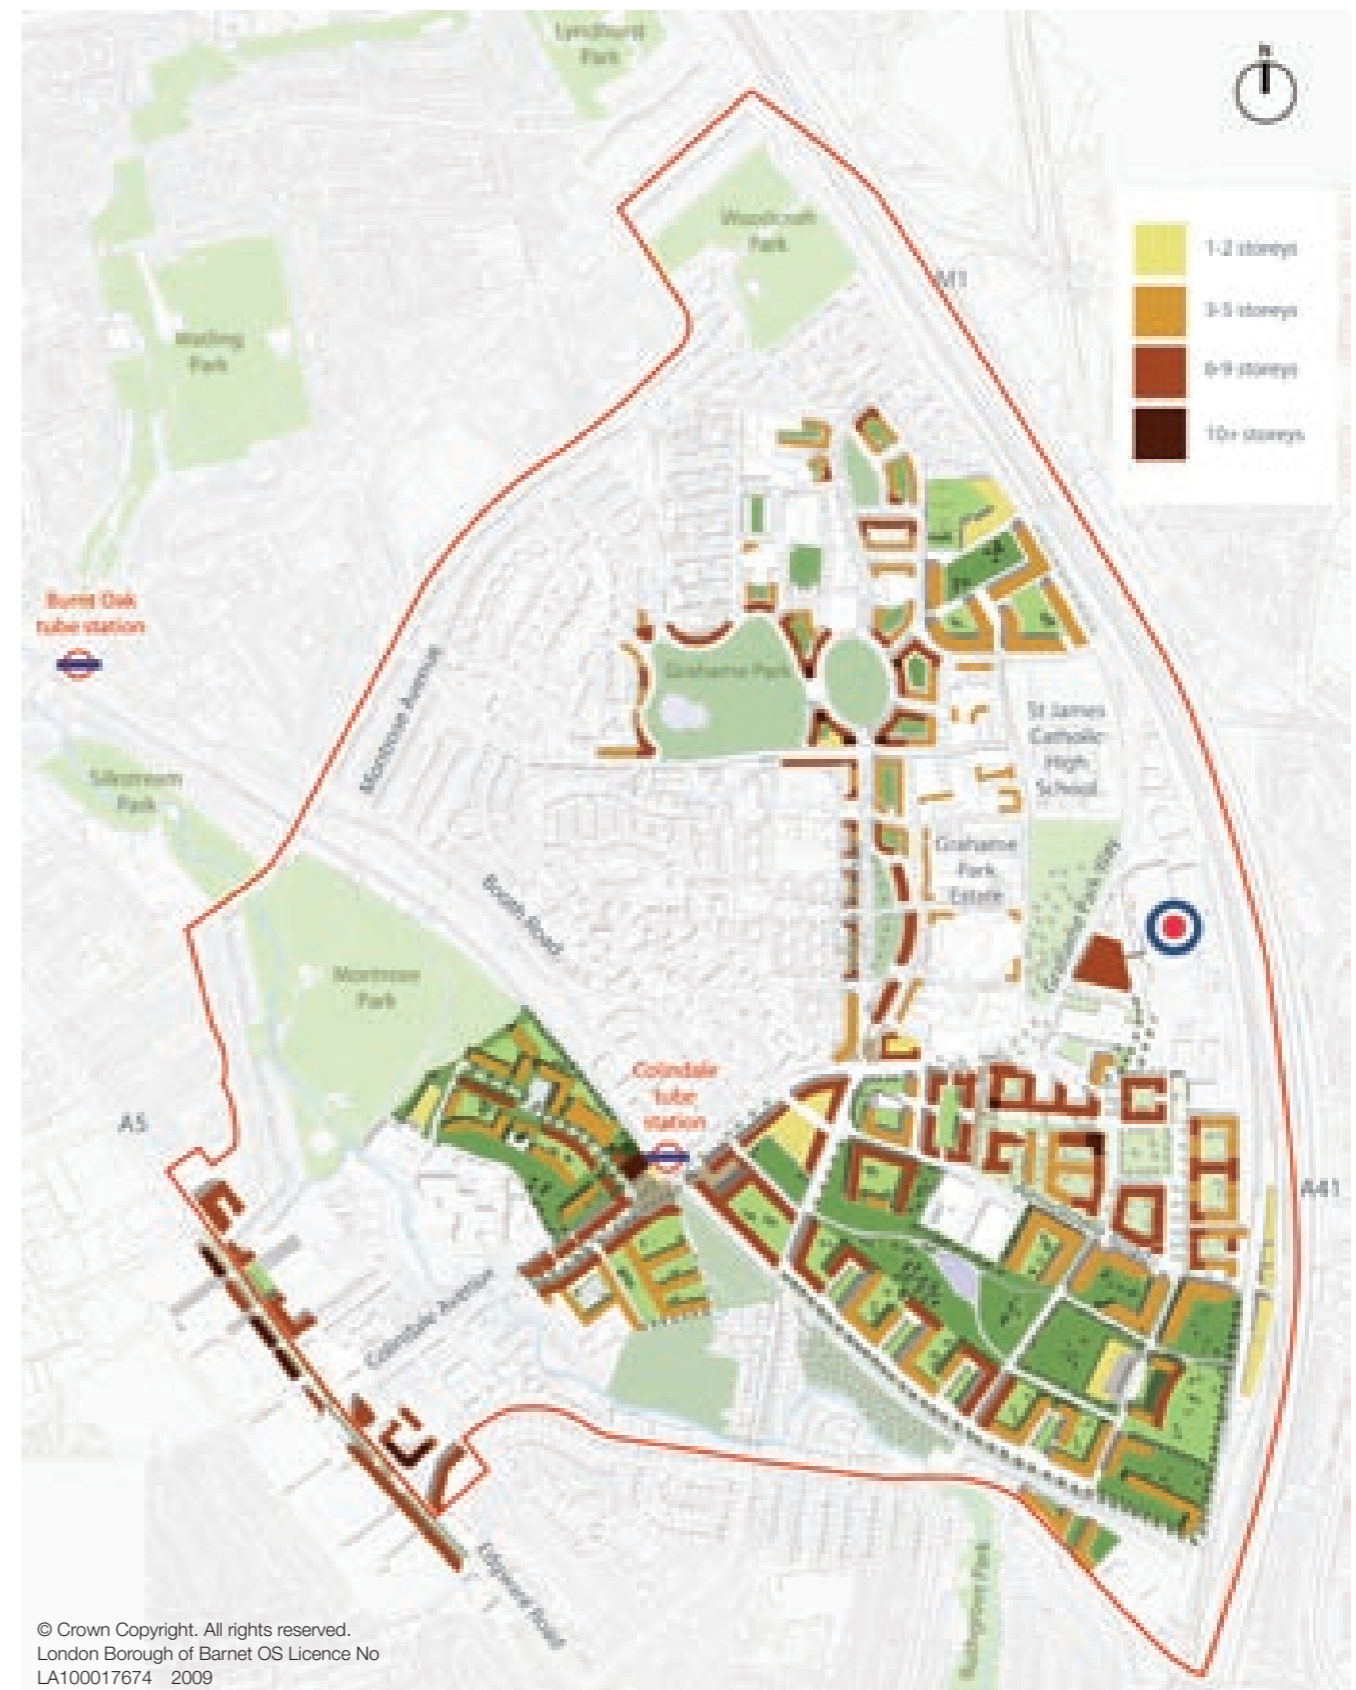 Lyndhurst
Park
N
Woodcroft
Park
1-2 storeys
M1
3-5 storeys
Watling
Park
6-9 storeys
10+ storeys
Burnt Oak
tube station
Montrose Avenue
Grahame Park
St James
Catholic
High
School
Silkstream
Park
Grahame
Park
Estate
Grahame Park Way
Booth Road
Montrose
Park
Colindale
tube
station
A5
A41
Colindale Avenue
Edgware Road
Rushgrove Park
© Crown Copyright. All rights reserved.
London Borough of Barnet OS Licence No
LA100017674 2009